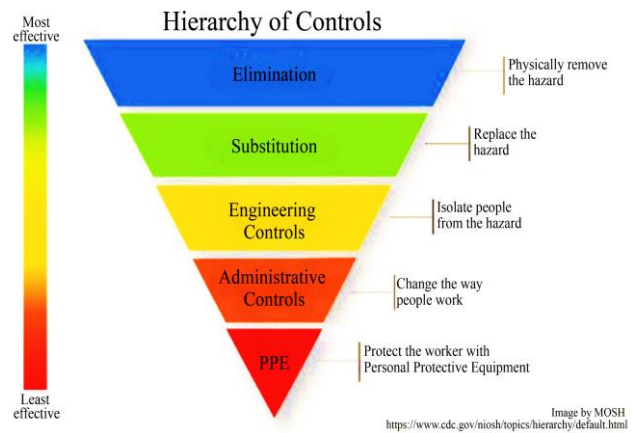 Hierarchy of Controls
Most
effective
Elimination
Physically remove
the hazard
Substitution
Replace the
hazard
Engineering
Controls
Isolate people
from the hazard
Administrative
Controls
Change the way
people work
PPE
Protect the worker with
Personal Protective Equipment
Least
effective
Image by MOSH
https://www.cdc.gov/niosh/topics/hierarchy/default.html